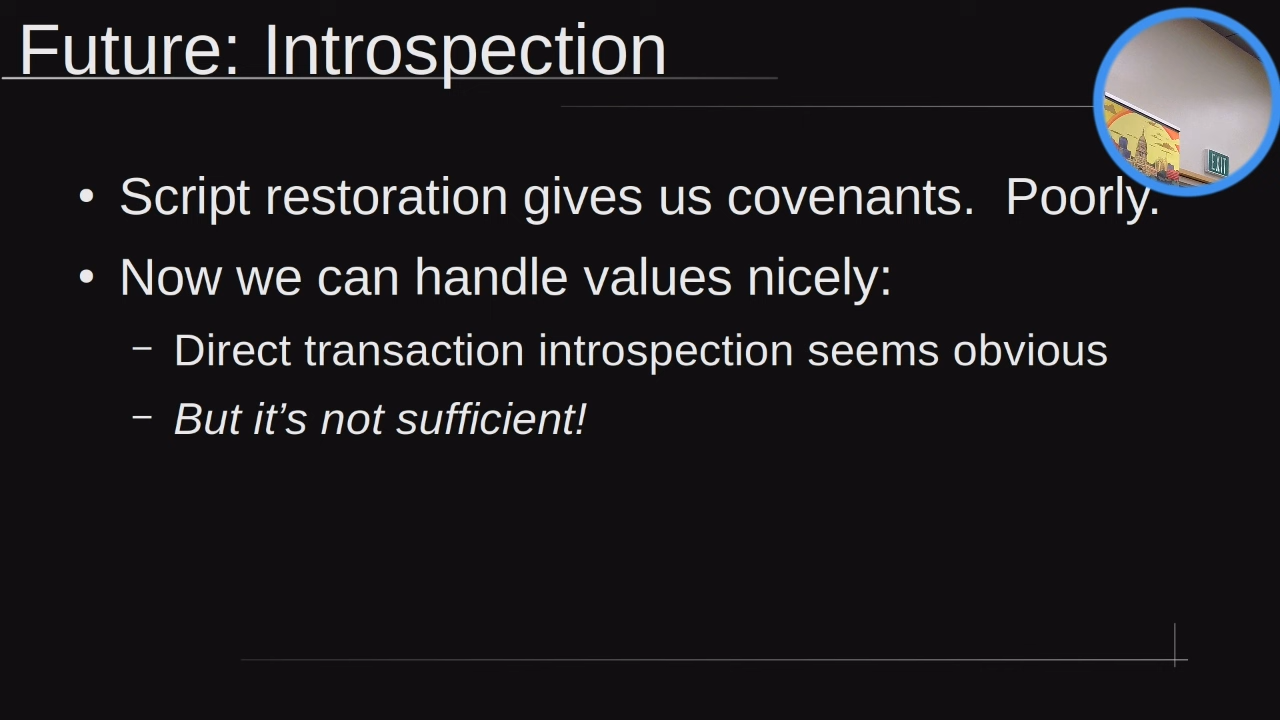 Future: Introspection
• Script restoration gives us covenants.  Poorly.
• Now we can handle values nicely:
– Direct transaction introspection seems obvious
– But it’s not sufficient!
EXIT